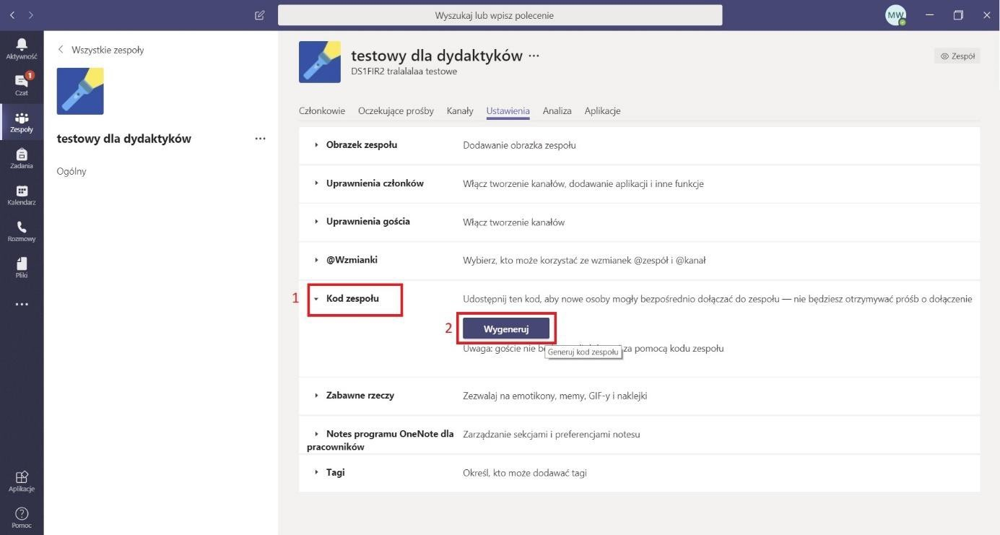 Wyszukaj lub wpisz polecenie
MW
Aktywność
1
Czat
Zespoły
Zadania
Kalendarz
Rozmowy
Pliki
Aplikacje
Pomoc
Wszystkie zespoły
testowy dla dydaktyków ...
Ogólny
testowy dla dydaktyków ...
DS1FIR2 tralalalaa testowe
Zespół
Członkowie Oczekujące prośby Kanały Ustawienia Analiza Aplikacje
Obrazek zespołu Dodawanie obrazka zespołu
Uprawnienia członków Włącz tworzenie kanałów, dodawanie aplikacji i inne funkcje
Uprawnienia gościa Włącz tworzenie kanałów
@Wzmianki Wybierz, kto może korzystać ze wzmianek @zespół i @kanał
1 Kod zespołu Udostępnij ten kod, aby nowe osoby mogły bezpośrednio dołączać do zespołu — nie będziesz otrzymywać próśb o dołączenie
2 Wygeneruj
Uwaga: goście nie za pomocą kodu zespołu
Generuj kod zespołu
Zabawne rzeczy Zezwalaj na emotikony, memy, GIF-y i naklejki
Notes programu OneNote dla Zarządzanie sekcjami i preferencjami notesu
pracowników
Tagi Określ, kto może dodawać tagi